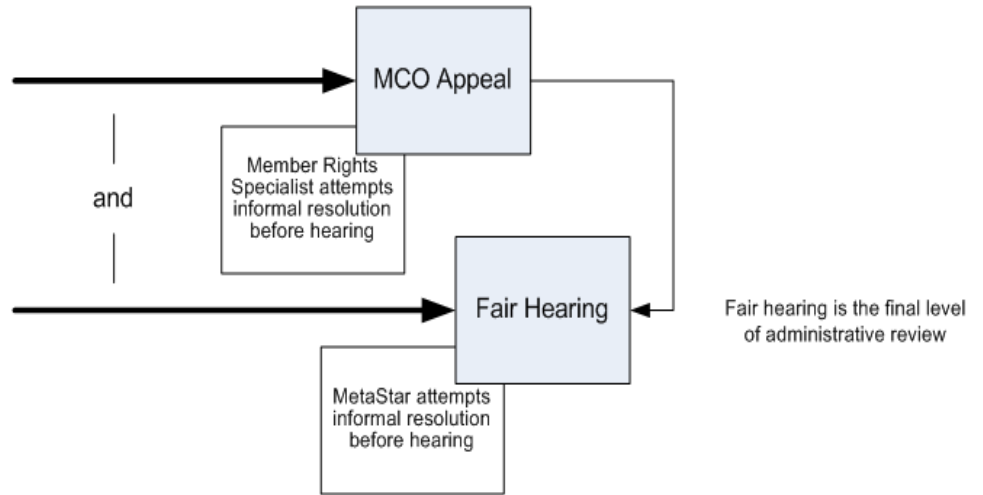 MCO Appeal
Member Rights
Specialist attempts
informal resolution
before hearing
and
Fair Hearing
Fair hearing is the final level
of administrative review
MetaStar attempts
informal resolution
before hearing